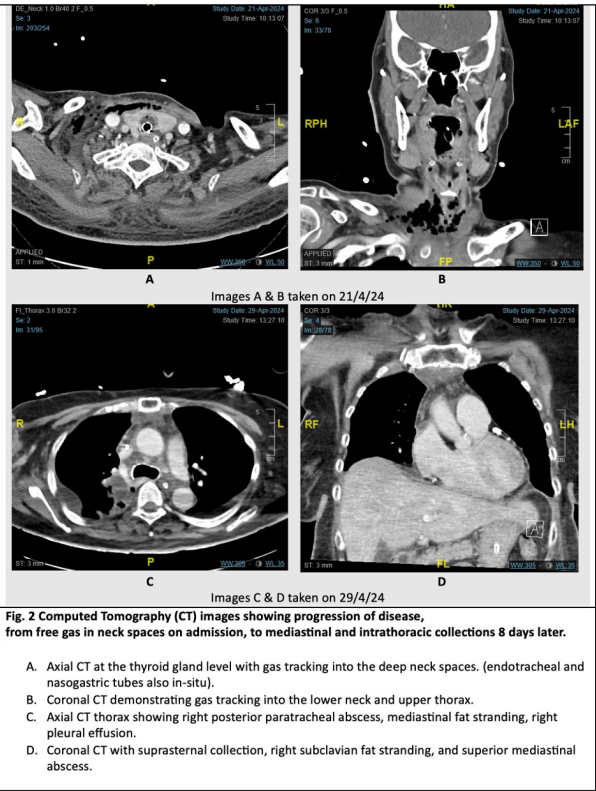 DE_Neck 1.0 Br40 2 F_0.5
Se: 3
Im: 203/254
A
Study Date: 21-Apr-2024
Study Time: 10:13:07
5
L
APPLIED
ST: 1 mm
P
WW:350 - WL:50
A
COR 3/3 F_0.5
Se: 6
Im: 33/78
HA
Study Date: 21-Apr-2024
Study Time: 10:13:07
RPH
5
LAF
cm
A
APPLIED
ST: 3 mm
FP
WW:350 - WL:50
B
Images A & B taken on 21/4/24
FI_Thorax 3.0 Br32 2
Se: 2
Im: 31/95
A
Study Date: 29-Apr-2024
Study Time: 13:27:10
R
5
L
cm
ST: 3 mm
P
WW:305 - WL:35
C
COR 3/3
Se: 4
Im: 28/78
Study Date: 29-Apr-2024
Study Time: 13:27:10
RF
5
LH
A
ST: 3 mm
FL
WW:305 - WL:35
D
Images C & D taken on 29/4/24
Fig. 2 Computed Tomography (CT) images showing progression of disease,
from free gas in neck spaces on admission, to mediastinal and intrathoracic collections 8 days later.
A. Axial CT at the thyroid gland level with gas tracking into the deep neck spaces. (endotracheal and
nasogastric tubes also in-situ).
B. Coronal CT demonstrating gas tracking into the lower neck and upper thorax.
C. Axial CT thorax showing right posterior paratracheal abscess, mediastinal fat stranding, right
pleural effusion.
D. Coronal CT with suprasternal collection, right subclavian fat stranding, and superior mediastinal
abscess.